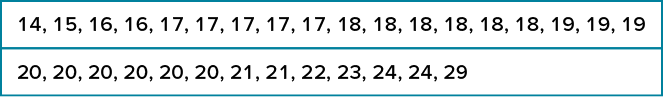 14, 15, 16, 16, 17, 17, 17, 17, 17, 18, 18, 18, 18, 18, 18, 19, 19, 19
20, 20, 20, 20, 20, 20, 21, 21, 22, 23, 24, 24, 29